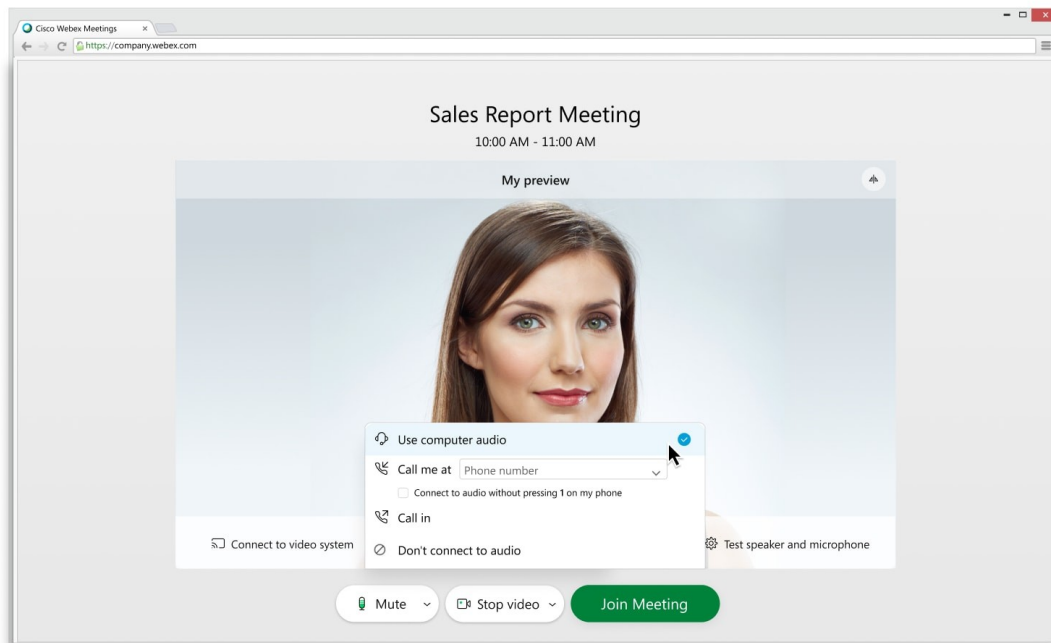 Cisco Webex Meetings
https://company.webex.com
Sales Report Meeting
10:00 AM - 11:00 AM
My preview
Use computer audio
Call me at Phone number
Connect to audio without pressing 1 on my phone
Call in
Connect to video system
Don't connect to audio
Test speaker and microphone
Mute
Stop video
Join Meeting